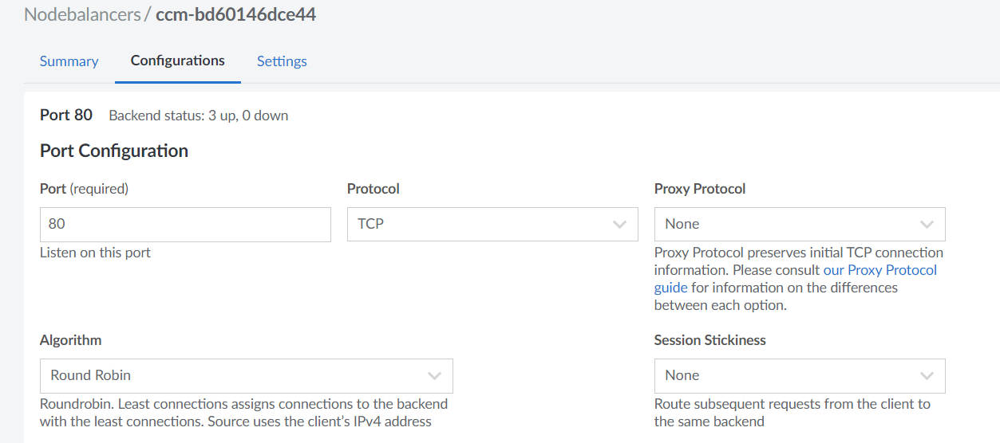 Nodebalancers / ccm-bd60146dce44
Summary Configurations Settings
Port 80 Backend status: 3 up, 0 down
Port Configuration
Port (required) Protocol Proxy Protocol
80 TCP None
Listen on this port
Proxy Protocol preserves initial TCP connection
information. Please consult our Proxy Protocol
guide for information on the differences
between each option.
Algorithm Session Stickiness
Round Robin None
Roundrobin. Least connections assigns connections to the backend
with the least connections. Source uses the client's IPv4 address
Route subsequent requests from the client to
the same backend